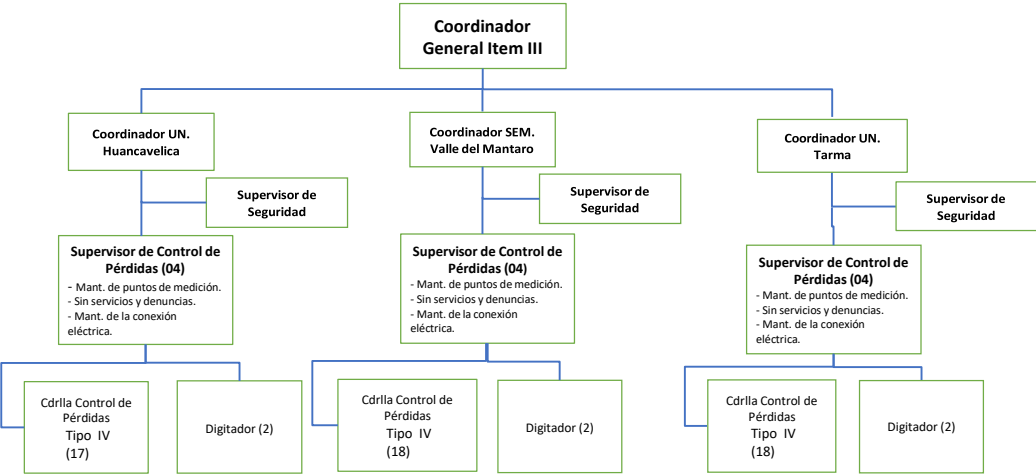 Coordinador
General Item III
Coordinador UN.
Huancavelica
Coordinador SEM.
Valle del Mantaro
Coordinador UN.
Tarma
Supervisor de
Seguridad
Supervisor de
Seguridad
Supervisor de
Seguridad
Supervisor de Control de
Pérdidas (04)
- Mant. de puntos de medición.
- Sin servicios y denuncias.
- Mant. de la conexión
eléctrica.
Supervisor de Control de
Pérdidas (04)
- Mant. de puntos de medición.
- Sin servicios y denuncias.
- Mant. de la conexión
eléctrica.
Supervisor de Control de
Pérdidas (04)
- Mant. de puntos de medición.
- Sin servicios y denuncias.
- Mant. de la conexión
eléctrica.
Cdrlla Control de
Pérdidas
Tipo IV
(17)
Digitador (2)
Cdrlla Control de
Pérdidas
Tipo IV
(18)
Digitador (2)
Cdrlla Control de
Pérdidas
Tipo IV
(18)
Digitador (2)